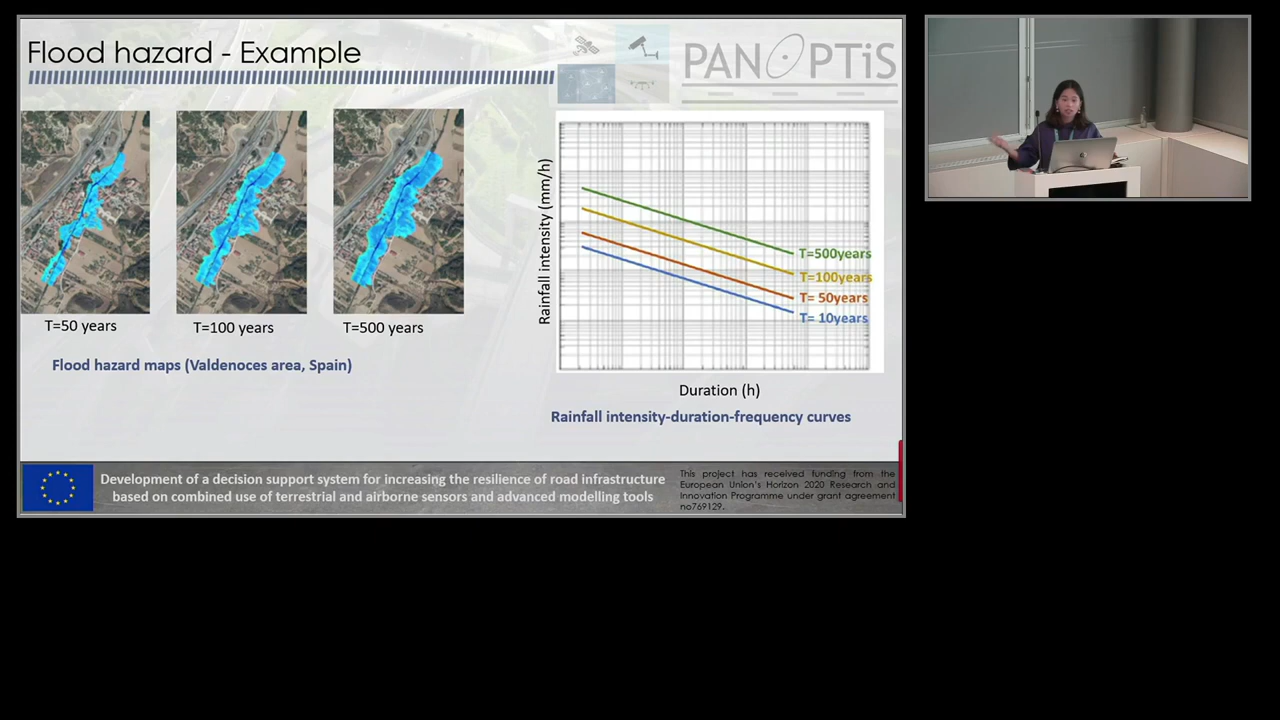 Flood hazard - Example
PANOPTiS
T=50 years
T=100 years
T=500 years
Flood hazard maps (Valdenoces area, Spain)
Rainfall intensity (mm/h)
T=500years
T=100years
T= 50years
T= 10years
Duration (h)
Rainfall intensity-duration-frequency curves
Development of a decision support system for increasing the resilience of road infrastructure
based on combined use of terrestrial and airborne sensors and advanced modelling tools
This project has received funding from the
European Union's Horizon 2020 Research and
Innovation Programme under grant agreement
no769129.